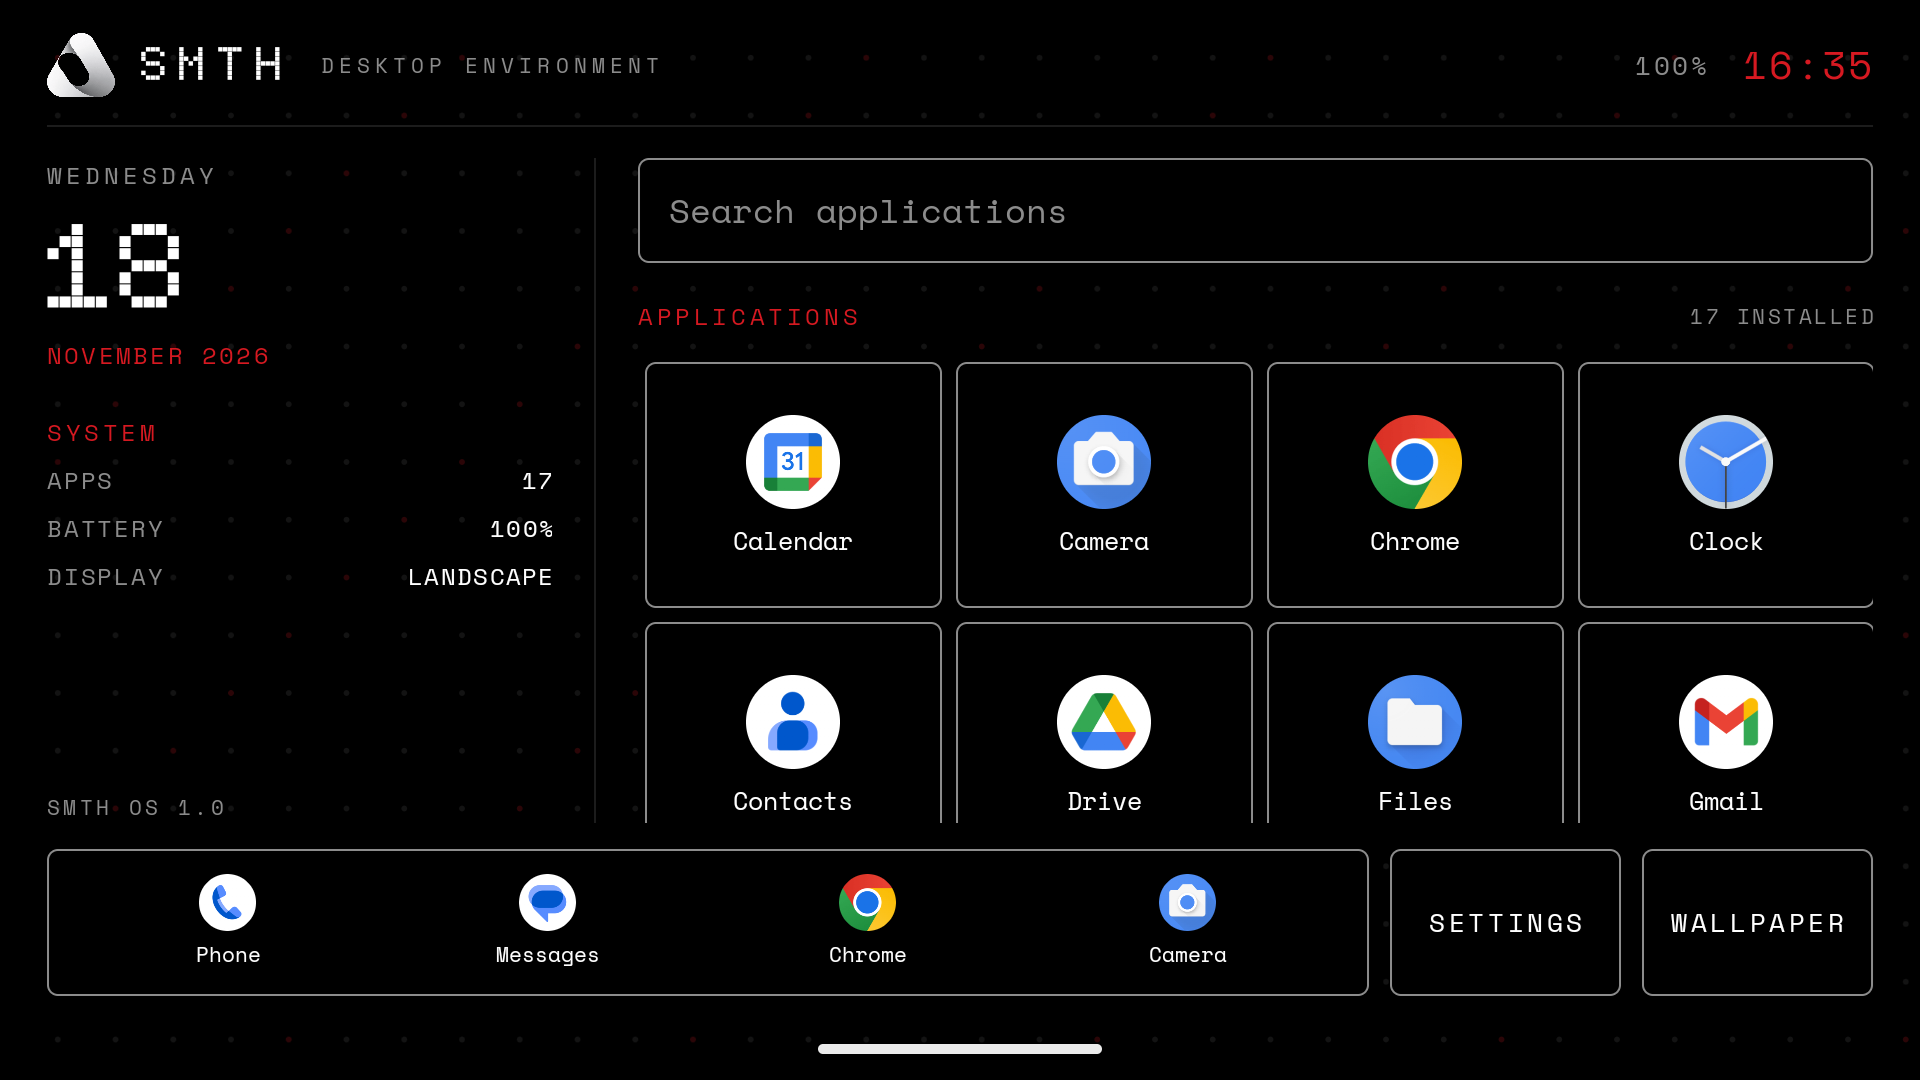 SMTH DESKTOP ENVIRONMENT 100% 16:35
WEDNESDAY
18
NOVEMBER 2026
SYSTEM
APPS 17
BATTERY 100%
DISPLAY LANDSCAPE
SMTH OS 1.0
Search applications
APPLICATIONS 17 INSTALLED
31
Calendar Camera Chrome Clock
Contacts Drive Files Gmail
Phone Messages Chrome Camera SETTINGS WALLPAPER